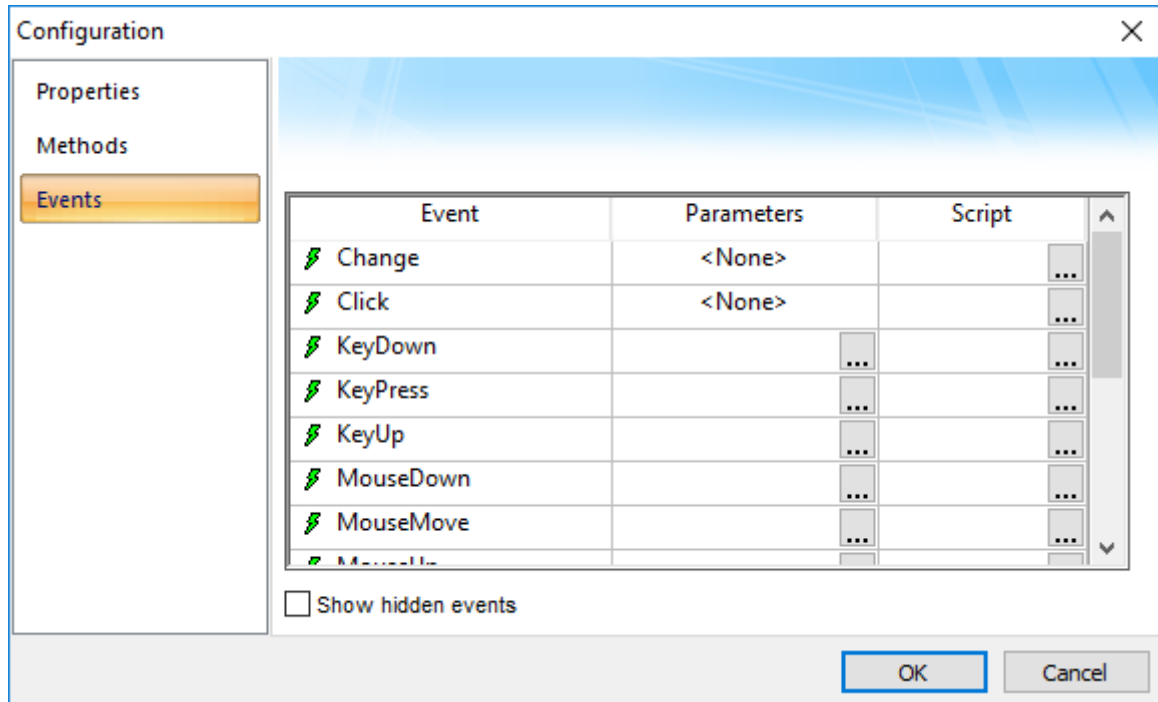 Configuration
Properties
Methods
Events
Event Parameters Script
Change <None> ...
Click <None> ...
KeyDown ... ...
KeyPress ... ...
KeyUp ... ...
MouseDown ... ...
MouseMove ... ...
Show hidden events
OK Cancel